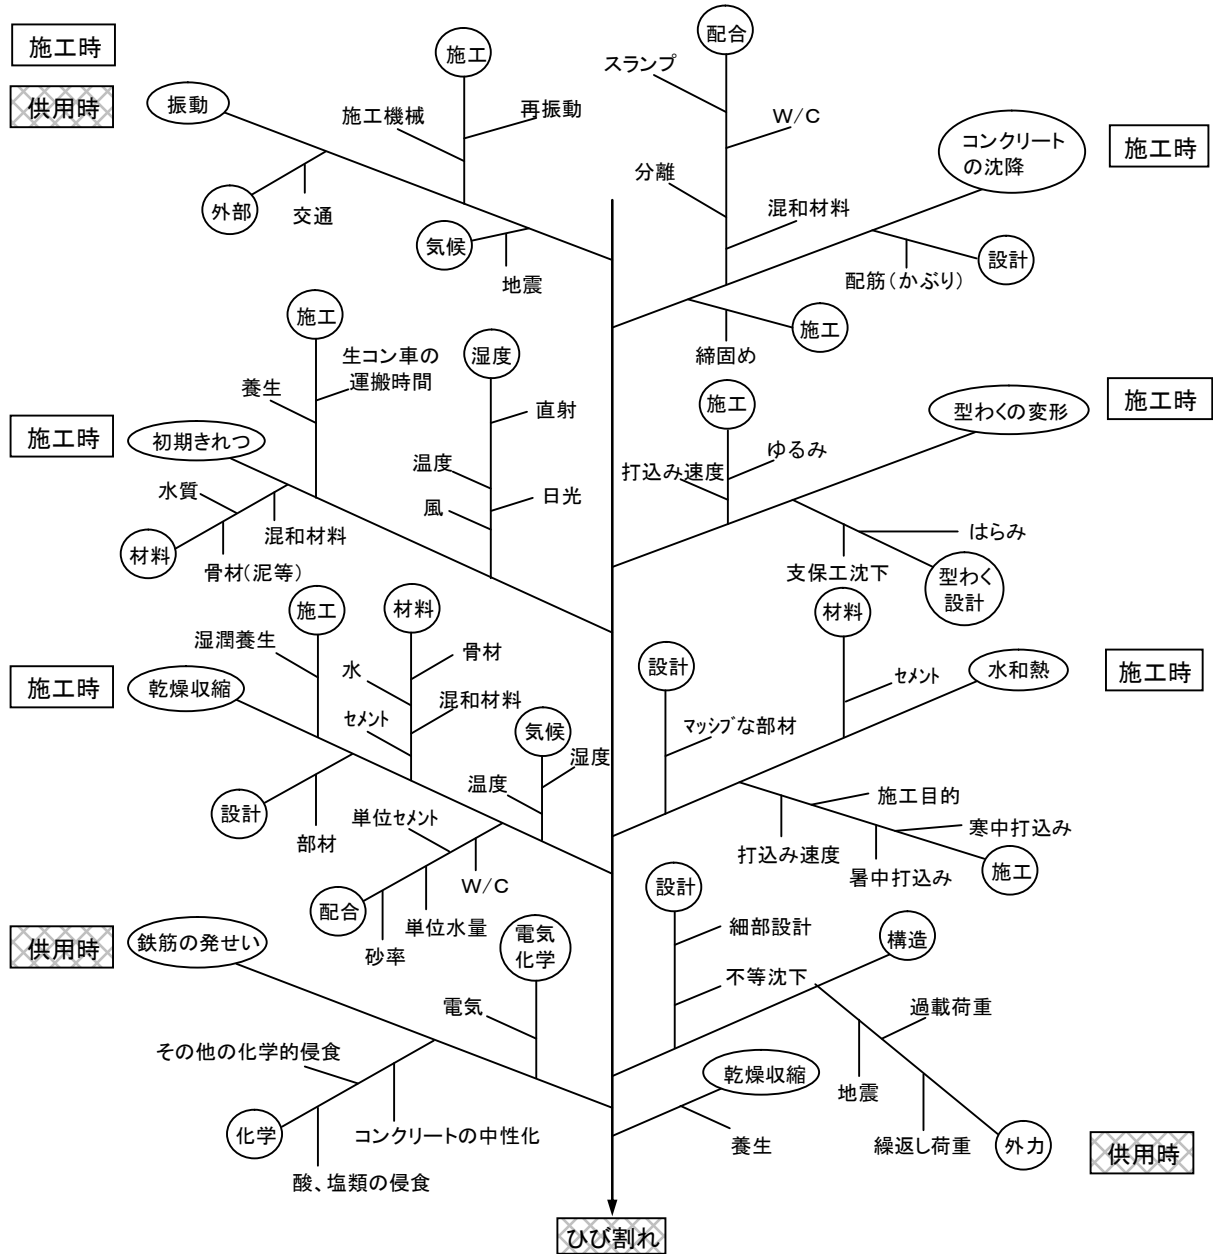 施工時
供用時
振動
施工
施工機械
再振動
外部
交通
気候
地震
配合
スランプ
W/C
分離
混和材料
コンクリート
の沈降
施工時
設計
配筋(かぶり)
施工
締固め
施工時
初期きれつ
施工
養生
生コン車の
運搬時間
湿度
直射
温度
日光
風
水質
材料
混和材料
骨材(泥等)
施工
打込み速度
ゆるみ
型わくの変形
施工時
はらみ
支保工沈下
型わく
設計
施工時
乾燥収縮
施工
湿潤養生
材料
骨材
水
混和材料
セメント
気候
湿度
温度
設計
部材
単位セメント
W/C
配合
単位水量
砂率
設計
マッシブな部材
材料
セメント
水和熱
施工時
施工目的
寒中打込み
打込み速度
暑中打込み
施工
供用時
鉄筋の発せい
電気
化学
電気
その他の化学的侵食
化学
コンクリートの中性化
酸、塩類の侵食
設計
細部設計
不等沈下
構造
過載荷重
地震
繰返し荷重
外力
供用時
乾燥収縮
養生
ひび割れ